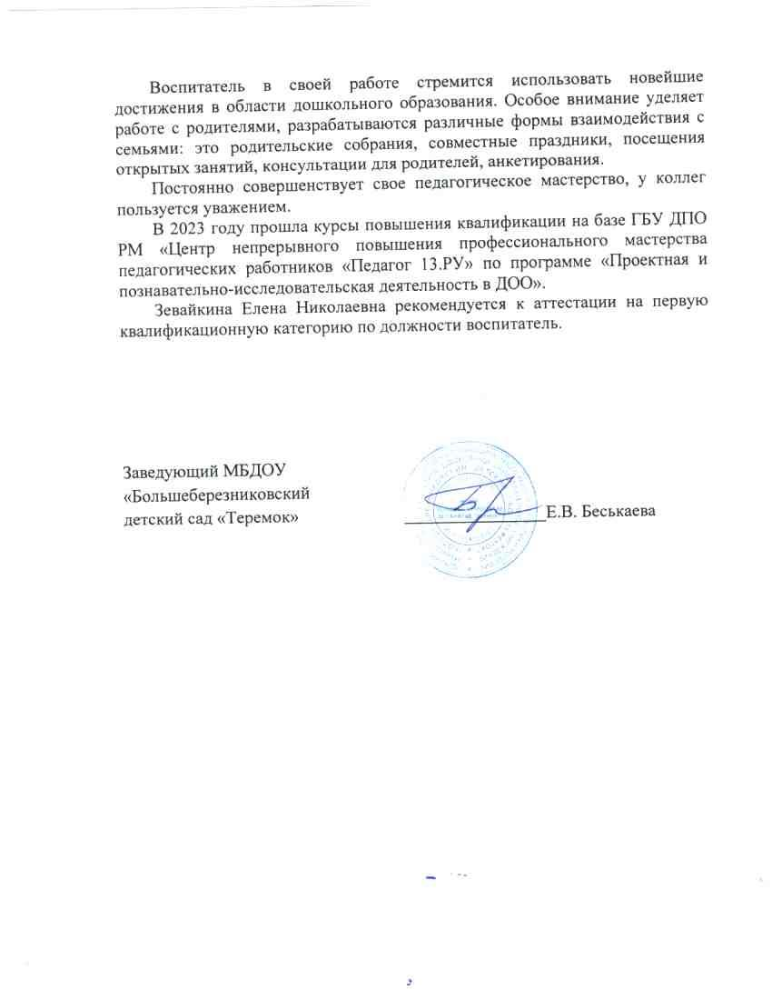 Воспитатель в своей работе стремится использовать новейшие
достижения в области дошкольного образования. Особое внимание уделяет
работе с родителями, разрабатываются различные формы взаимодействия с
семьями: это родительские собрания, совместные праздники, посещения
открытых занятий, консультации для родителей, анкетирования.
Постоянно совершенствует свое педагогическое мастерство, у коллег
пользуется уважением.
В 2023 году прошла курсы повышения квалификации на базе ГБУ ДПО
РМ «Центр непрерывного повышения профессионального мастерства
педагогических работников «Педагог 13.РУ» по программе «Проектная и
познавательно-исследовательская деятельность в ДОО».
Зевайкина Елена Николаевна рекомендуется к аттестации на первую
квалификационную категорию по должности воспитатель.
Заведующий МБДОУ
«Большеберезниковский
детский сад «Теремок»
Е.В. Беськаева